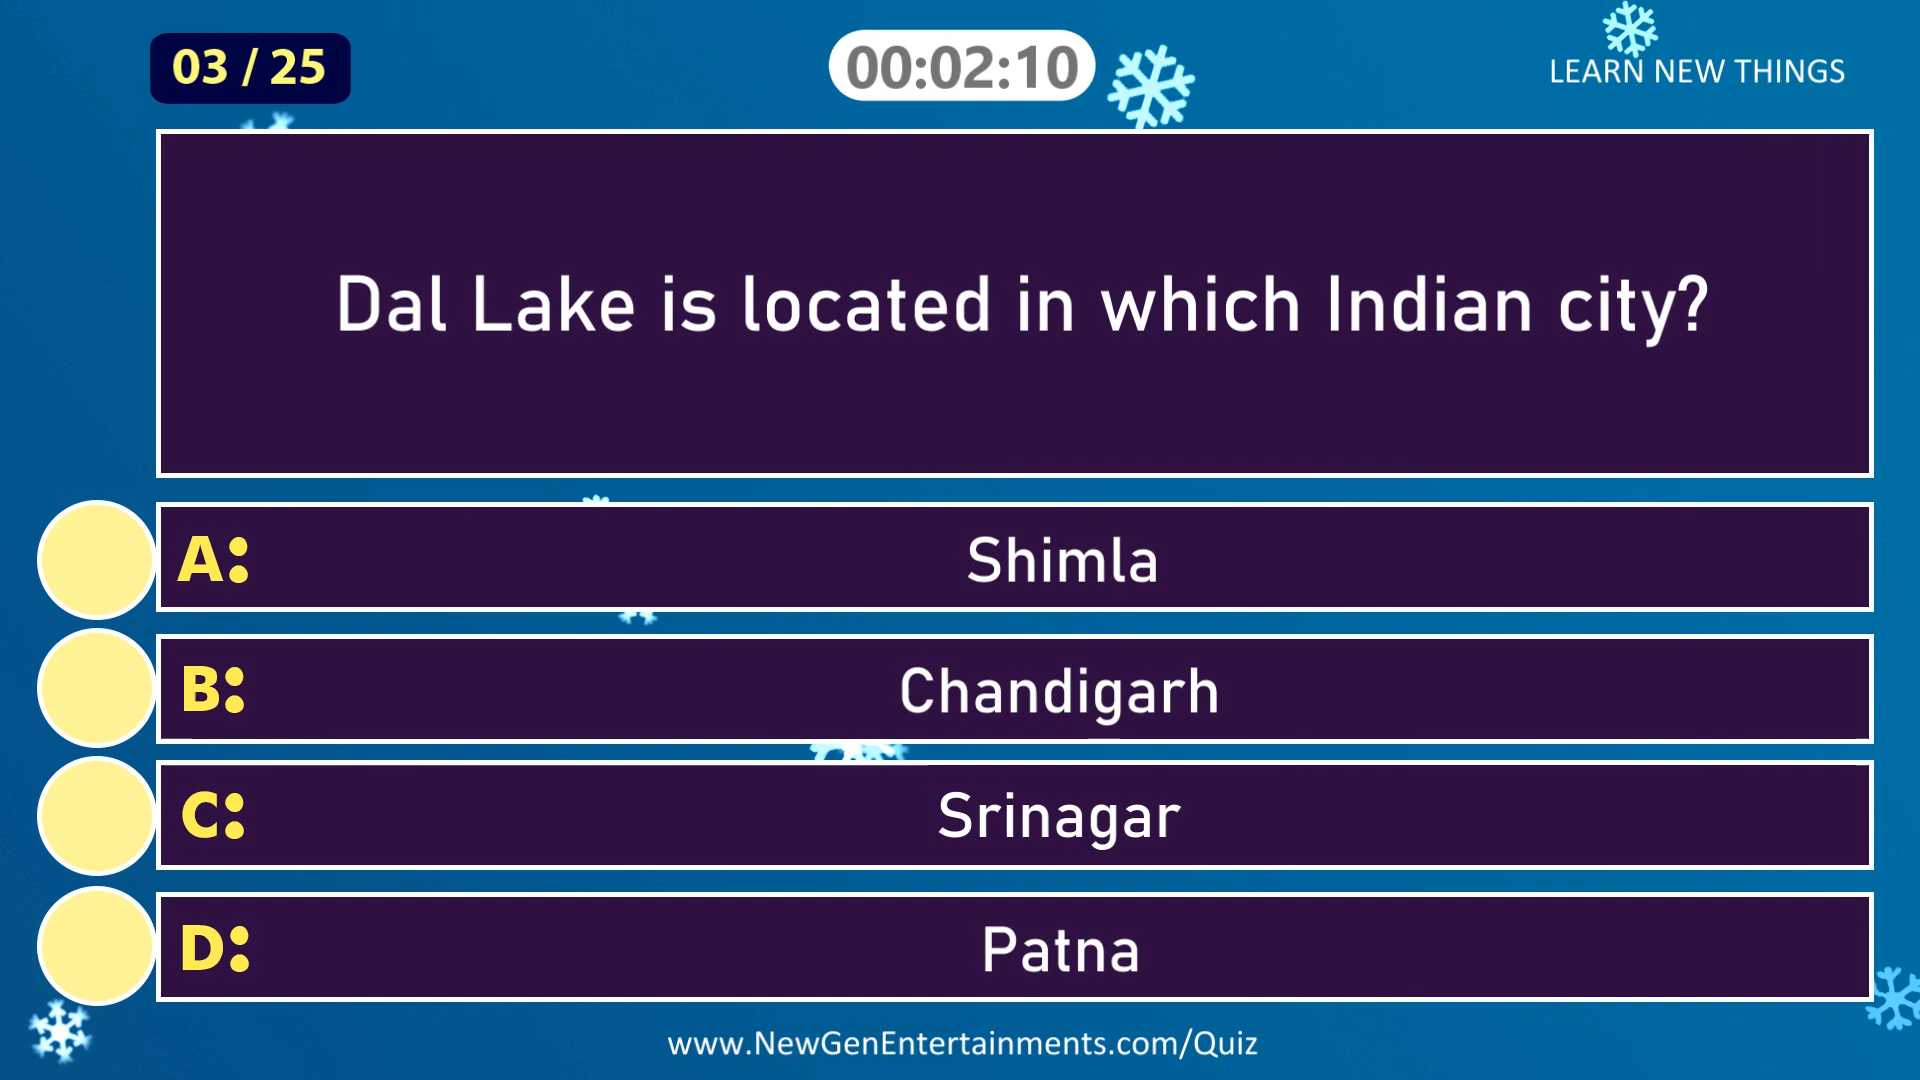 03 / 25
00:02:10
LEARN NEW THINGS
Dal Lake is located in which Indian city?
A: Shimla
B: Chandigarh
C: Srinagar
D: Patna
www.NewGenEntertainments.com/Quiz